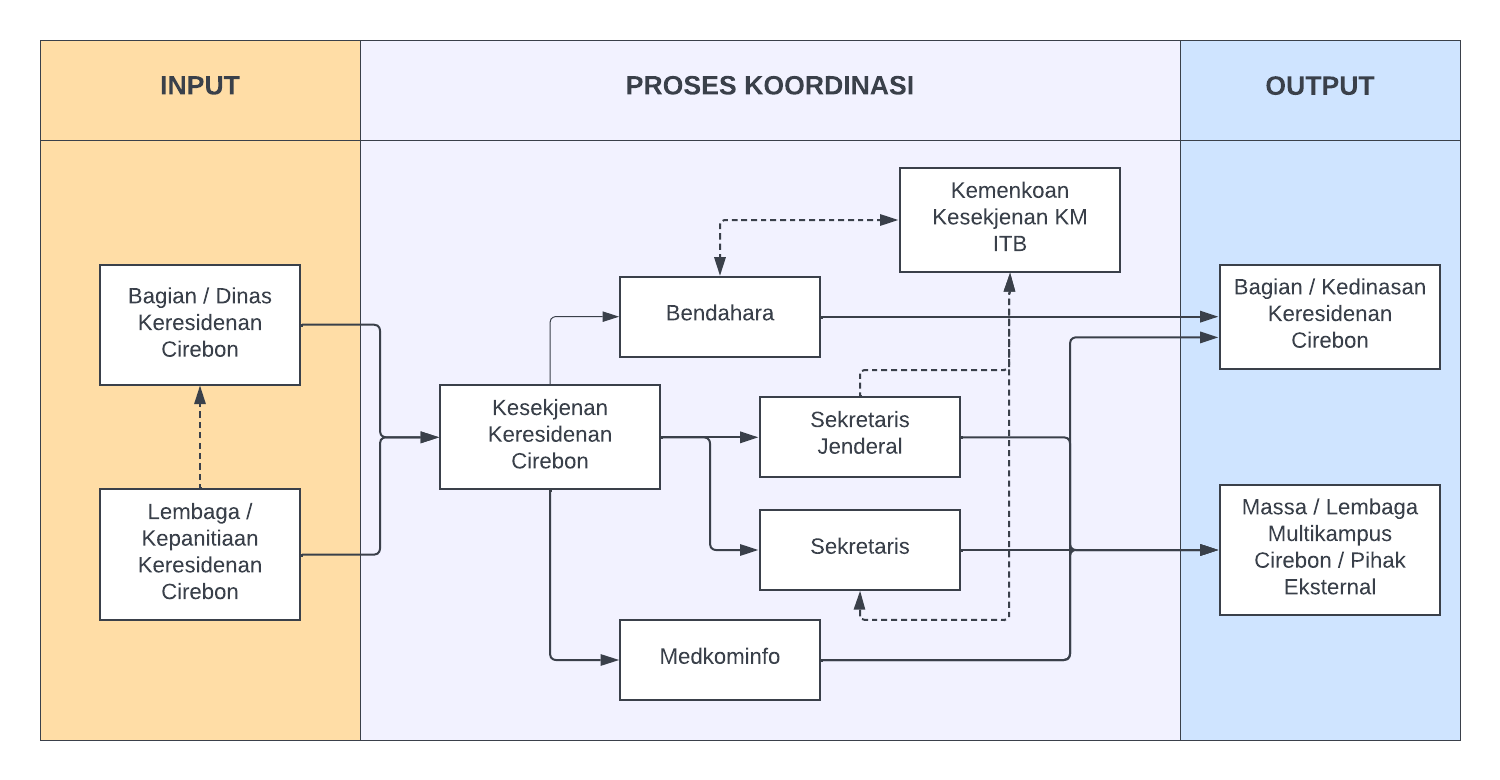 INPUT
PROSES KOORDINASI
OUTPUT
Bagian / Dinas
Keresidenan
Cirebon
Lembaga /
Kepanitiaan
Keresidenan
Cirebon
Kesekjenan
Keresidenan
Cirebon
Kemenkoan
Kesekjenan KM
ITB
Bendahara
Sekretaris
Jenderal
Sekretaris
Medkominfo
Bagian / Kedinasan
Keresidenan
Cirebon
Massa / Lembaga
Multikampus
Cirebon / Pihak
Eksternal